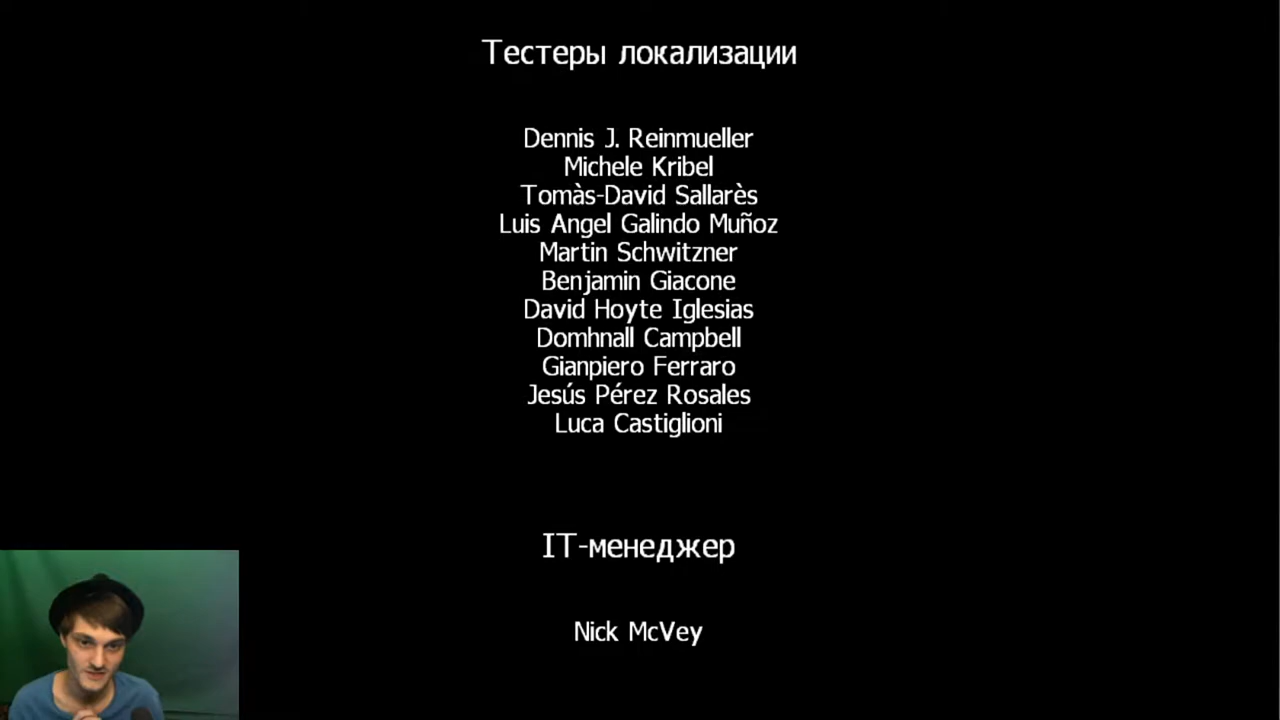 Тестеры локализации
Dennis J. Reinmueller
Michele Kribel
Tomàs-David Sallarès
Luis Angel Galindo Muñoz
Martin Schwitzner
Benjamin Giacone
David Hoyte Iglesias
Domhnall Campbell
Gianpiero Ferraro
Jesús Pérez Rosales
Luca Castiglioni
IT-менеджер
Nick McVey